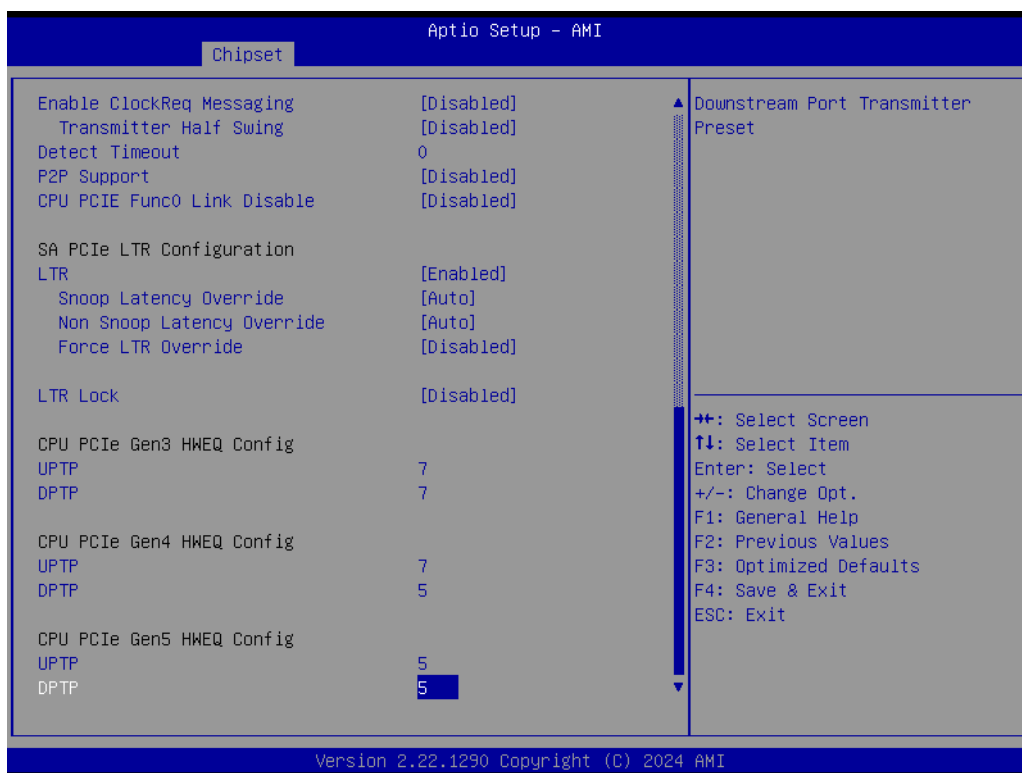 Aptio Setup – AMI
Chipset
Enable ClockReq Messaging [Disabled]
Transmitter Half Swing [Disabled]
Detect Timeout 0
P2P Support [Disabled]
CPU PCIE Func0 Link Disable [Disabled]
SA PCIe LTR Configuration
LTR [Enabled]
Snoop Latency Override [Auto]
Non Snoop Latency Override [Auto]
Force LTR Override [Disabled]
LTR Lock [Disabled]
CPU PCIe Gen3 HWEQ Config
UPTP 7
DPTP 7
CPU PCIe Gen4 HWEQ Config
UPTP 7
DPTP 5
CPU PCIe Gen5 HWEQ Config
UPTP 5
DPTP 5
Downstream Port Transmitter
Preset
→←: Select Screen
↑↓: Select Item
Enter: Select
+/-: Change Opt.
F1: General Help
F2: Previous Values
F3: Optimized Defaults
F4: Save & Exit
ESC: Exit
Version 2.22.1290 Copyright (C) 2024 AMI